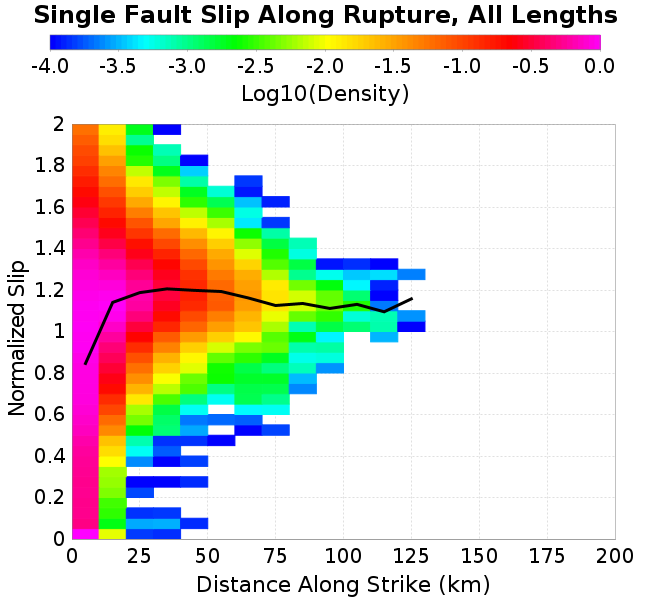 Single Fault Slip Along Rupture, All Lengths
-4.0 -3.5 -3.0 -2.5 -2.0 -1.5 -1.0 -0.5 0.0
Log10(Density)
2
1.8
1.6
1.4
1.2
1
0.8
0.6
0.4
0.2
0
Normalized Slip
0 25 50 75 100 125 150 175 200
Distance Along Strike (km)